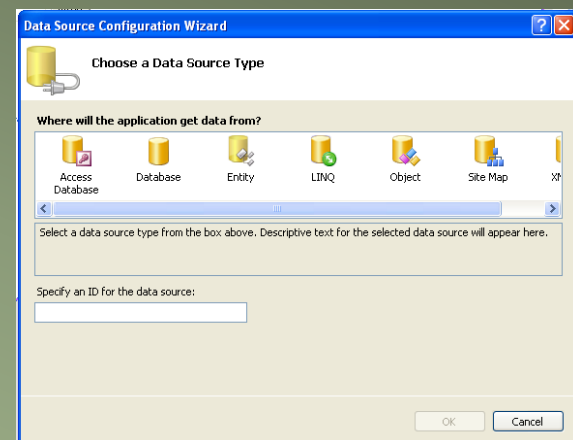 Data Source Configuration Wizard
Choose a Data Source Type
Where will the application get data from?
Access Database
Database
Entity
LINQ
Object
Site Map
Select a data source type from the box above. Descriptive text for the selected data source will appear here.
Specify an ID for the data source:
OK
Cancel